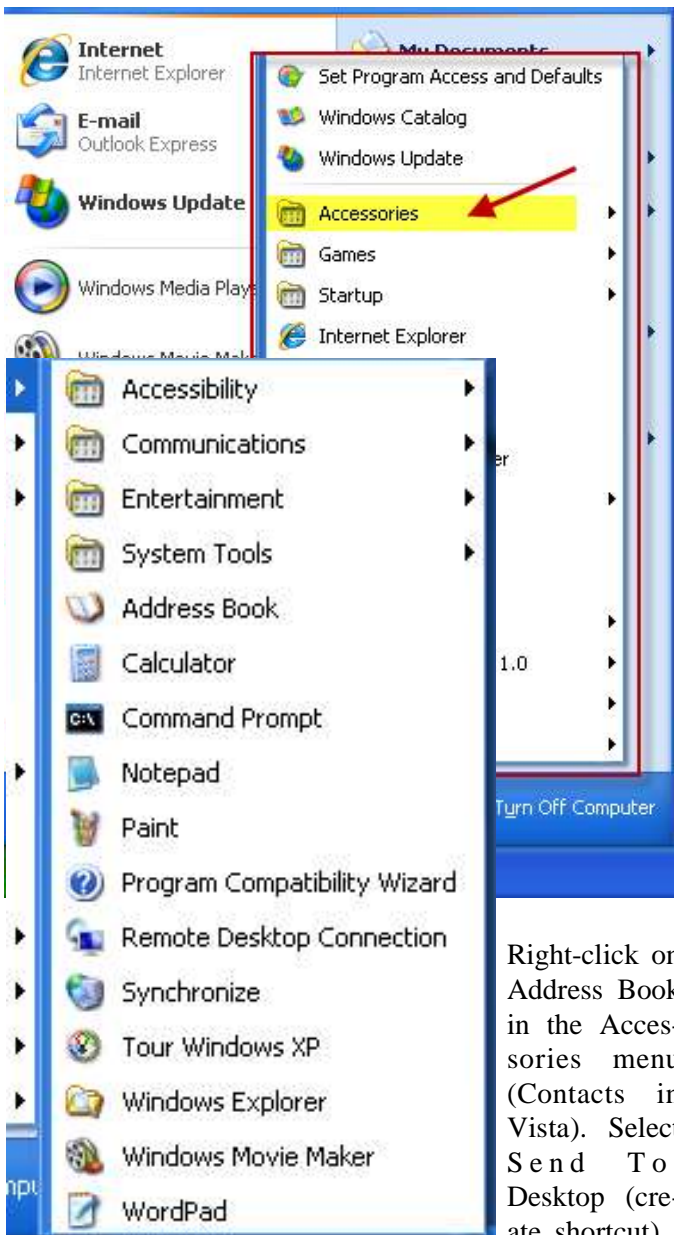 Internet
Internet Explorer
E-mail
Outlook Express
Windows Update
Windows Media Play
My Documents
Set Program Access and Defaults
Windows Catalog
Windows Update
Accessories
Games
Startup
Internet Explorer
er
1.0
Turn Off Computer
Accessibility
Communications
Entertainment
System Tools
Address Book
Calculator
Command Prompt
Notepad
Paint
Program Compatibility Wizard
Remote Desktop Connection
Synchronize
Tour Windows XP
Windows Explorer
Windows Movie Maker
WordPad
Right-click on
Address Book
in the Acces-
sories menu
(Contacts in
Vista). Select
Send To
Desktop (cre-
ate shortcut)